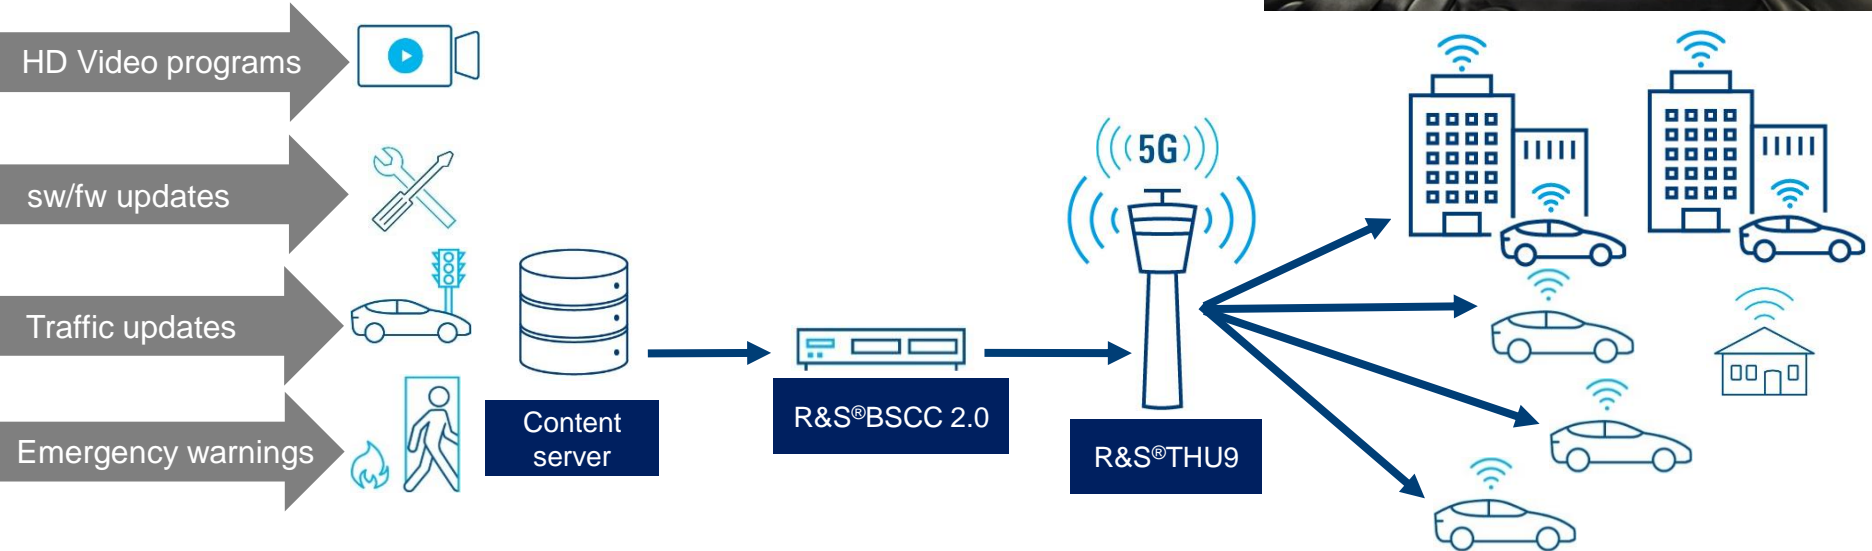 HD Video programs
sw/fw updates
Traffic updates
Emergency warnings
Content
server
R&S®BSCC 2.0
5G
R&S®THU9